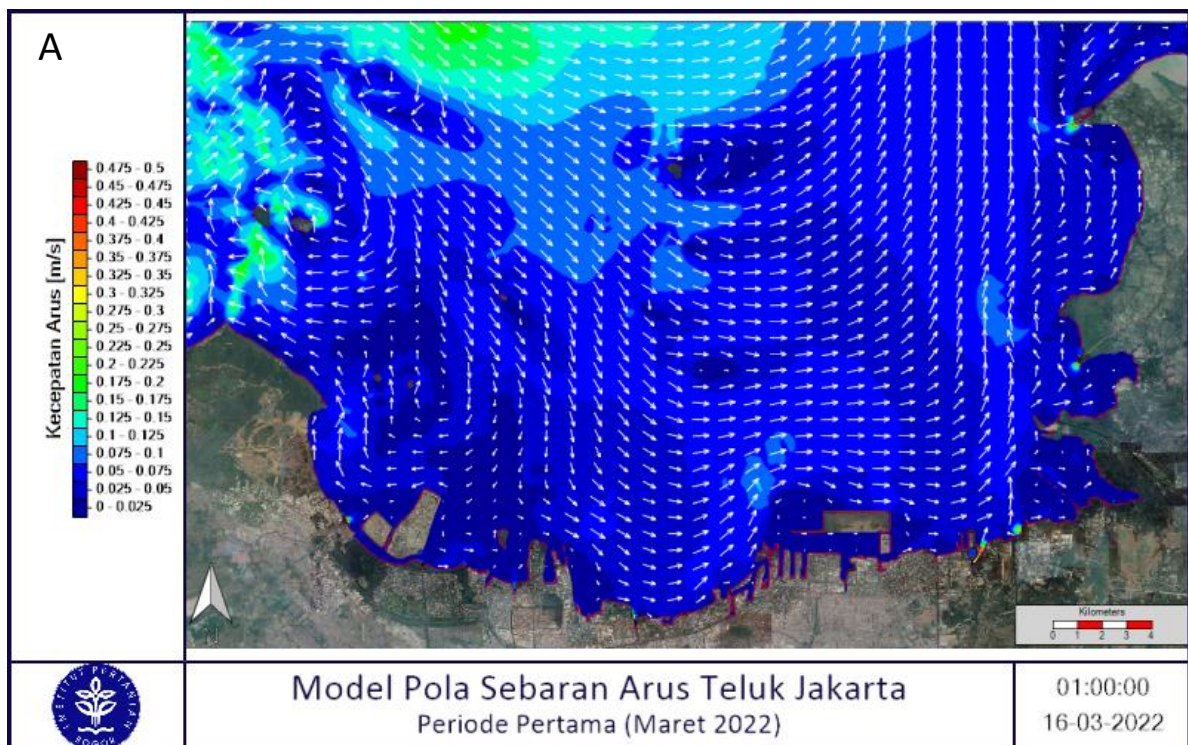 A
Kecepatan Arus [m/s]
0.475 - 0.5
0.45 - 0.475
0.425 - 0.45
0.4 - 0.425
0.375 - 0.4
0.35 - 0.375
0.325 - 0.35
0.3 - 0.325
0.275 - 0.3
0.25 - 0.275
0.225 - 0.25
0.2 - 0.225
0.175 - 0.2
0.15 - 0.175
0.125 - 0.15
0.1 - 0.125
0.075 - 0.1
0.05 - 0.075
0.025 - 0.05
0 - 0.025
Kilometers
0 1 2 3 4
INSTITUT PERTANIAN
BOGOR
Model Pola Sebaran Arus Teluk Jakarta
Periode Pertama (Maret 2022)
01:00:00
16-03-2022